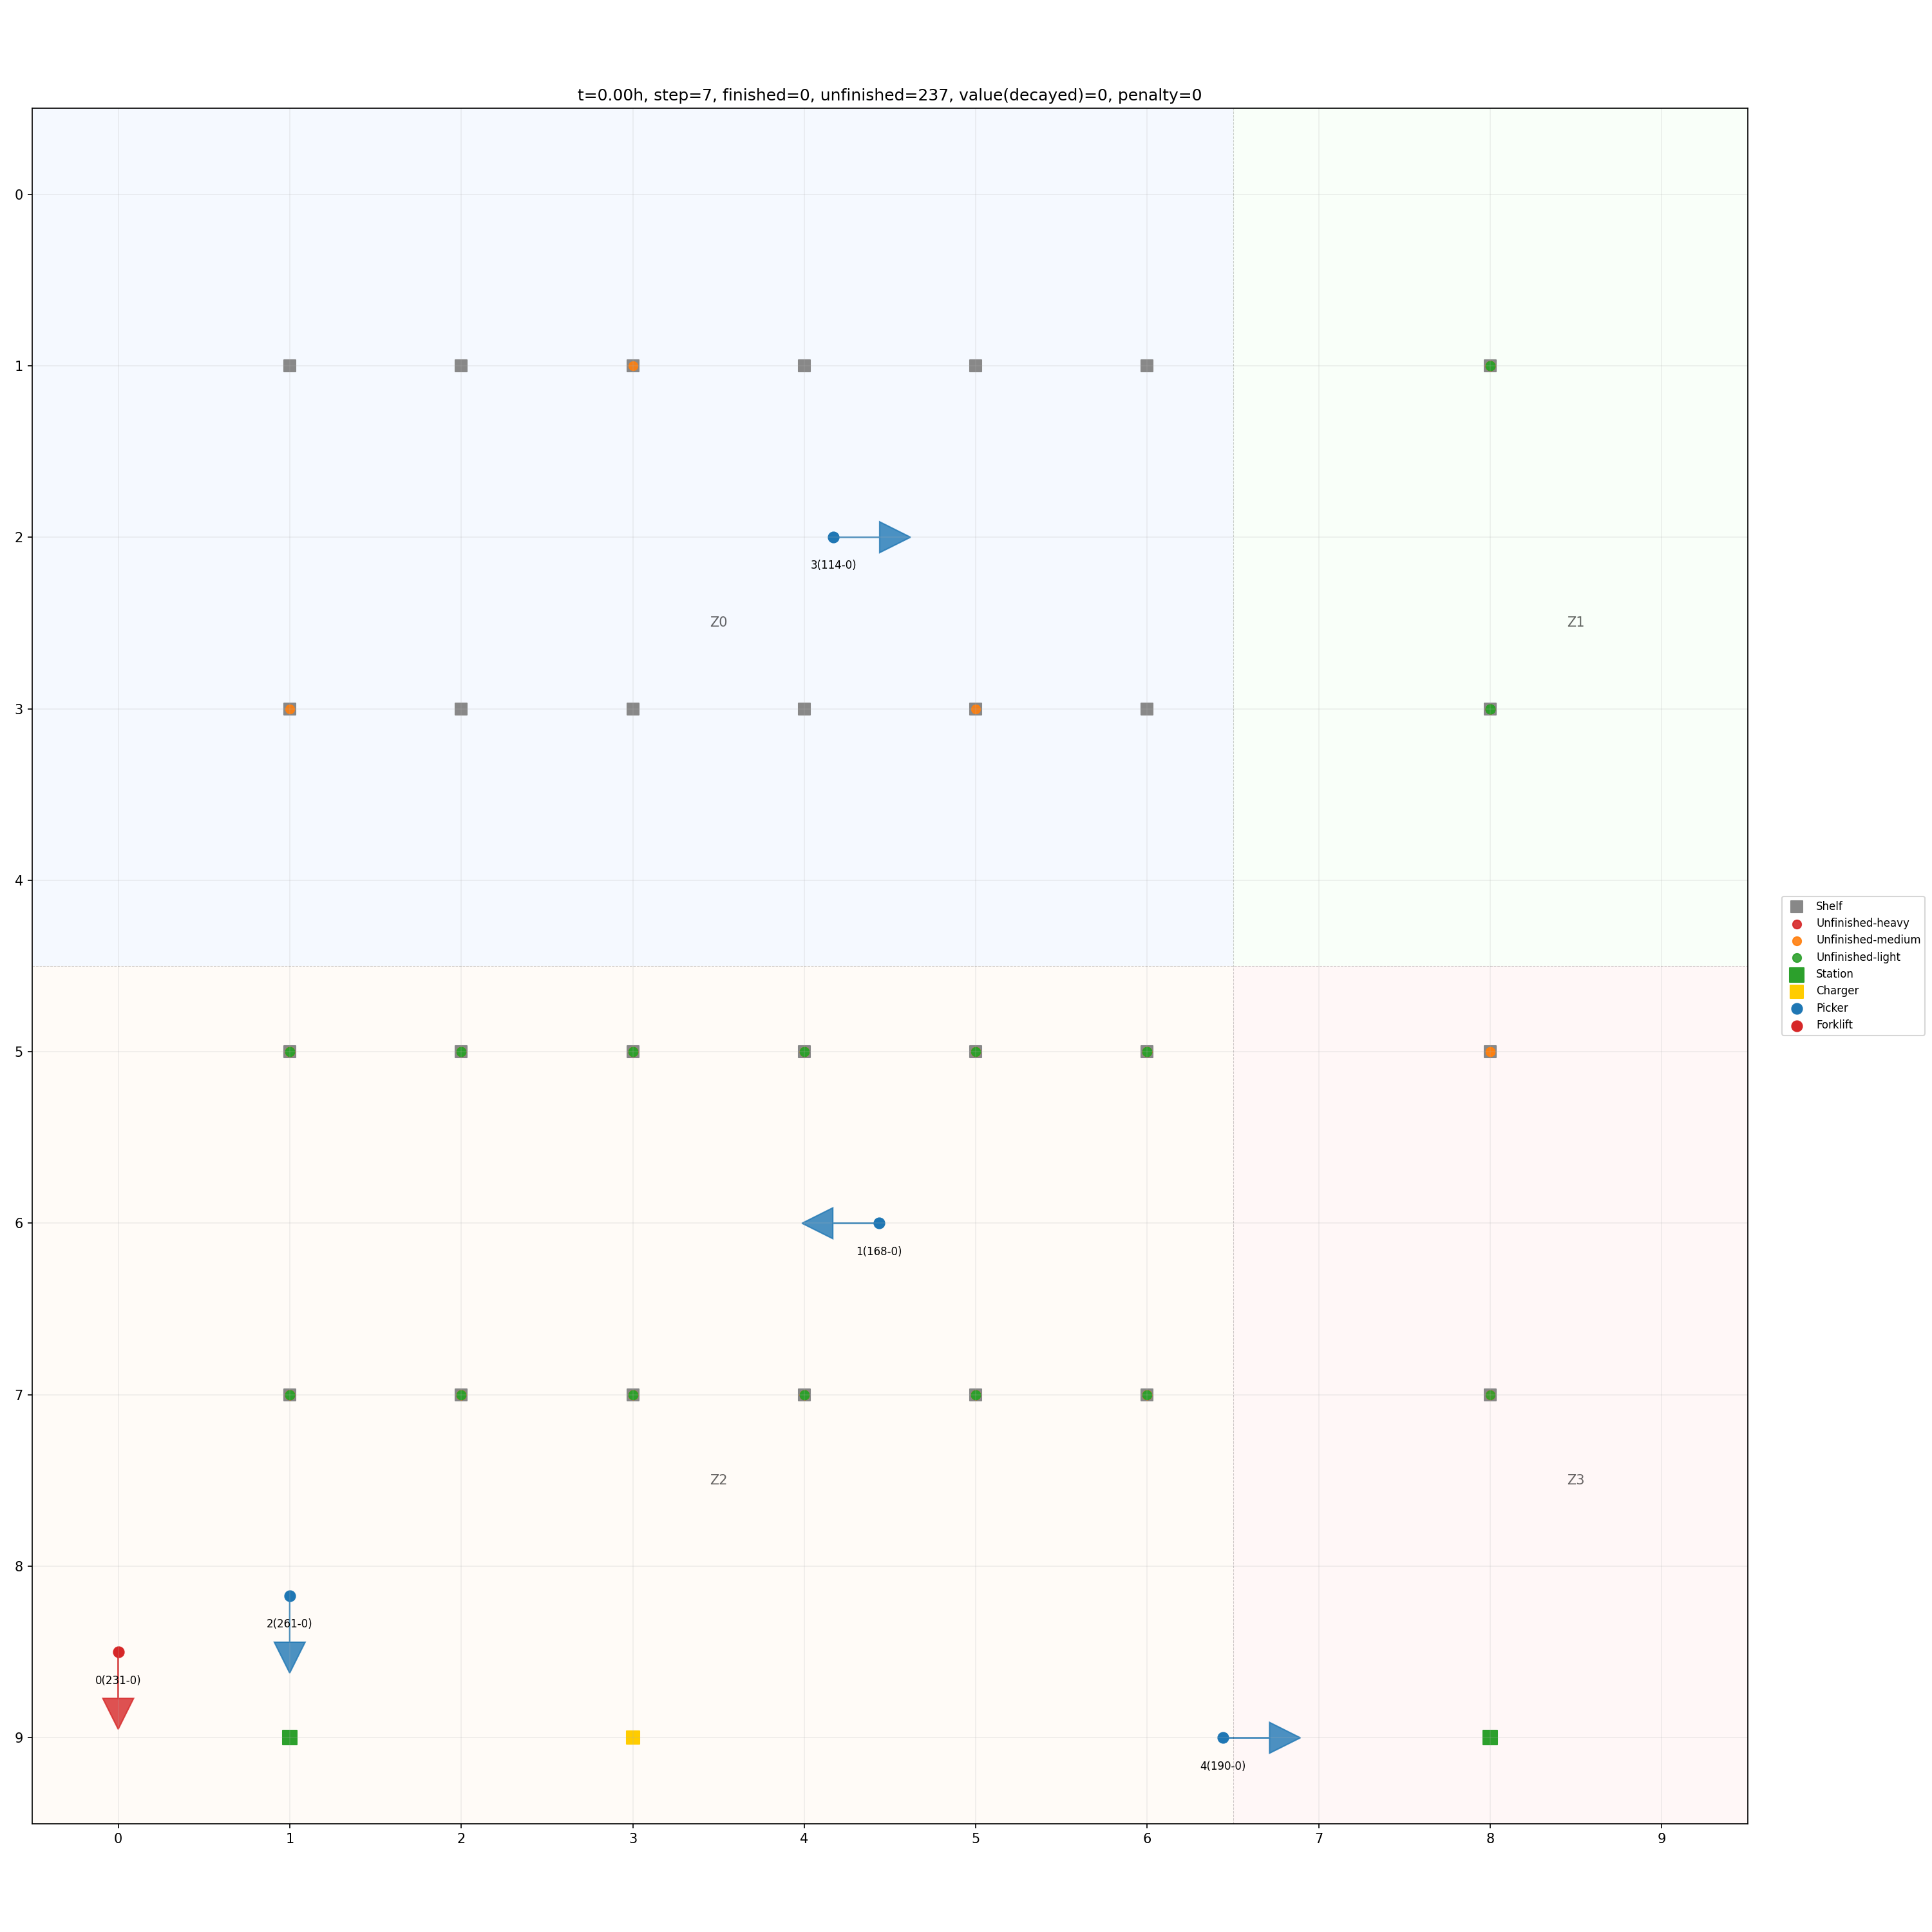 t=0.00h, step=7, finished=0, unfinished=237, value(decayed)=0, penalty=0
0
1
2
3(114-0)
Z0
Z1
3
4
Shelf
Unfinished-heavy
Unfinished-medium
Unfinished-light
Station
Charger
Picker
Forklift
5
6
1(168-0)
7
Z2
Z3
8
2(261-0)
0(231-0)
9
4(190-0)
0 1 2 3 4 5 6 7 8 9